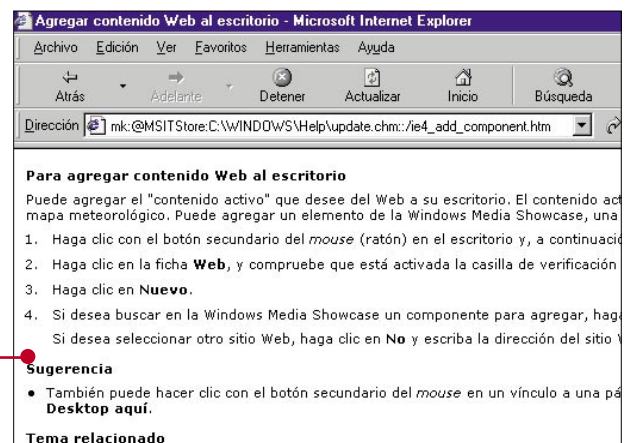 Agregar contenido Web al escritorio - Microsoft Internet Explorer
Archivo Edición Ver Favoritos Herramientas Ayuda
Atrás Adelante Detener Actualizar Inicio Búsqueda
Dirección mk:@MSITStore:C:\WINDOWS\Help\update.chm::/ie4_add_component.htm
Para agregar contenido Web al escritorio
Puede agregar el "contenido activo" que desee del Web a su escritorio. El contenido act
mapa meteorológico. Puede agregar un elemento de la Windows Media Showcase, una
1. Haga clic con el botón secundario del mouse (ratón) en el escritorio y, a continuació
2. Haga clic en la ficha Web, y compruebe que está activada la casilla de verificación
3. Haga clic en Nuevo.
4. Si desea buscar en la Windows Media Showcase un componente para agregar, haga
Si desea seleccionar otro sitio Web, haga clic en No y escriba la dirección del sitio
Sugerencia
• También puede hacer clic con el botón secundario del mouse en un vínculo a una pá
Desktop aquí.
Tema relacionado